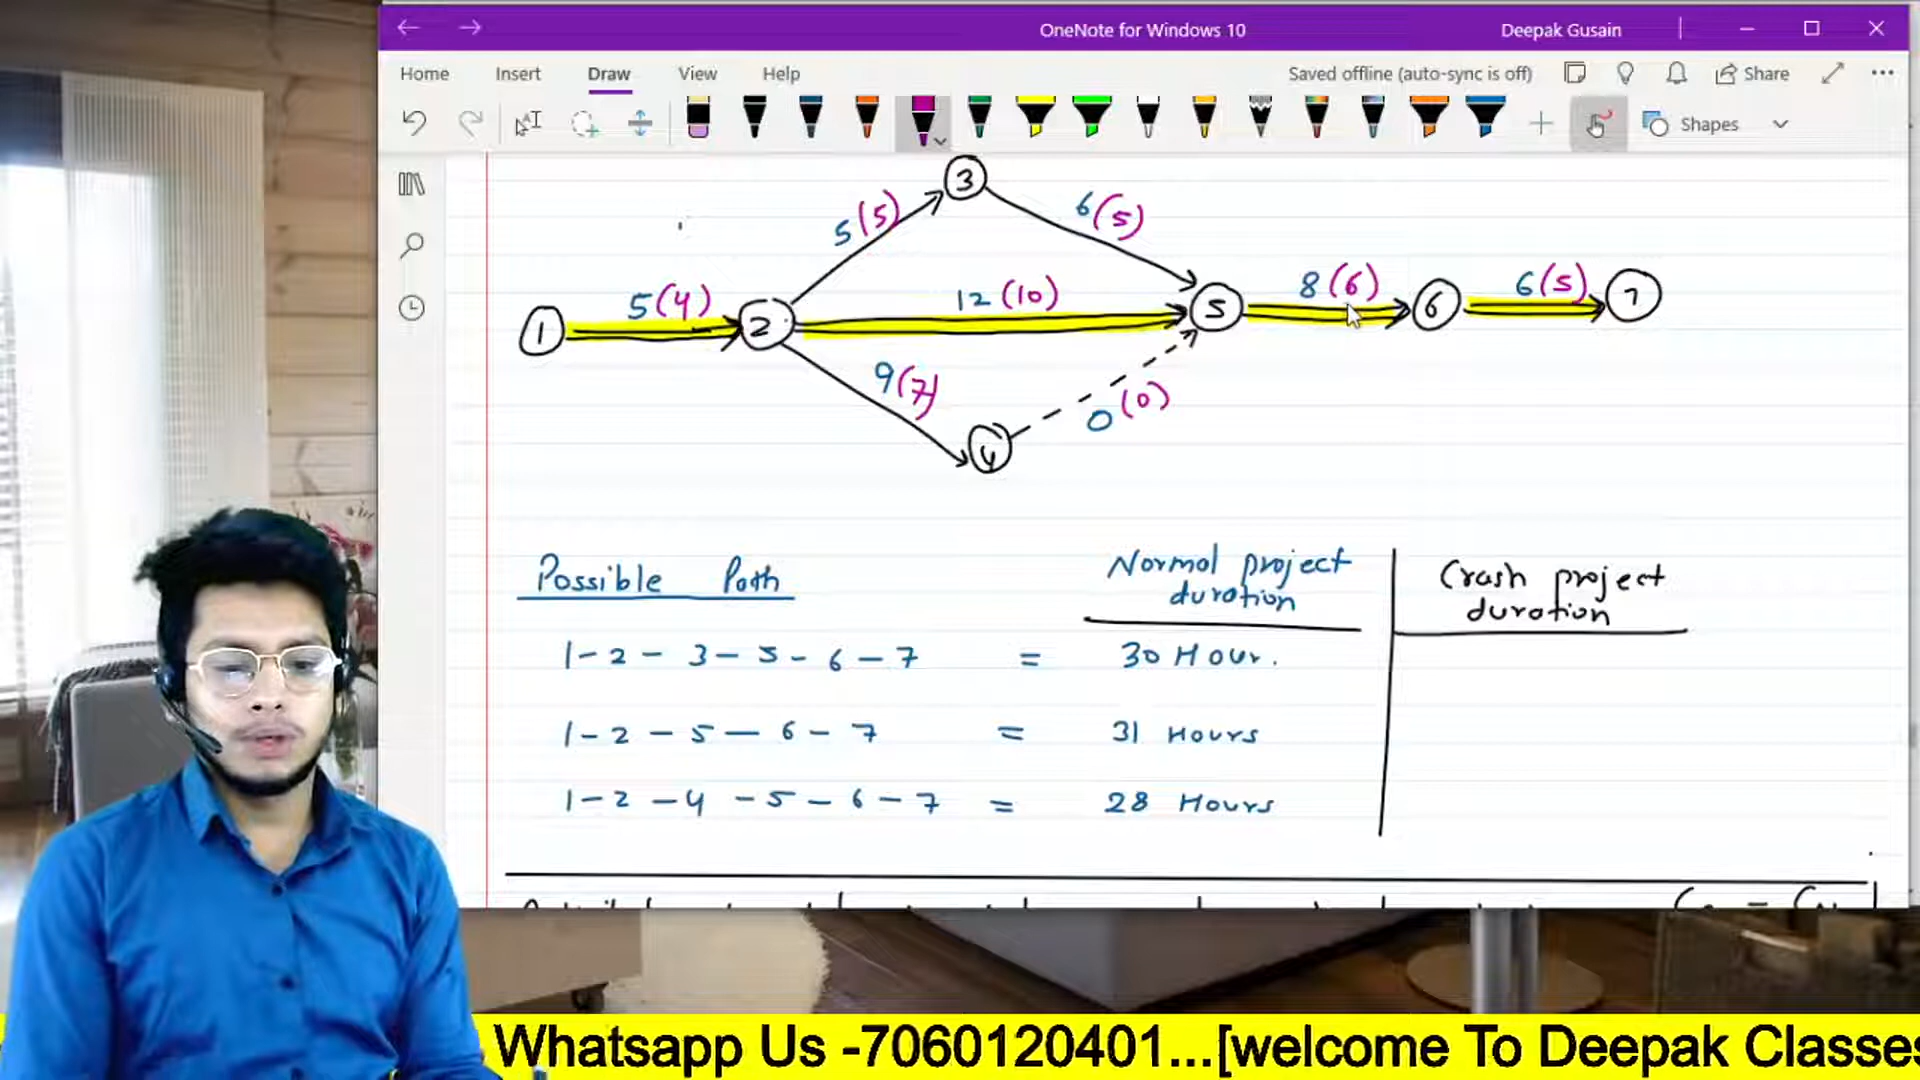 OneNote for Windows 10
Deepak Gusain
Home Insert Draw View Help
Saved offline (auto-sync is off)
Share
Shapes
3
5(5)
6(5)
1
5(4)
2
12(10)
5
8(6)
6
6(5)
7
9(7)
0(0)
4
Possible Path
Normal project
duration
Crash project
duration
1-2-3-5-6-7 = 30 Hour.
1-2-5-6-7 = 31 Hours
1-2-4-5-6-7 = 28 Hours
Whatsapp Us -7060120401...[welcome To Deepak Classes